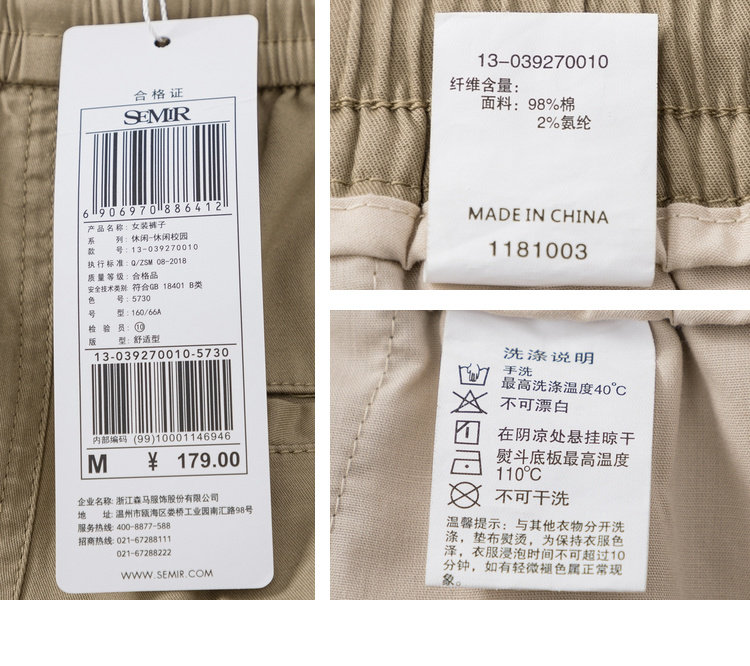 合格证
SEMIR
6 906970 886412
产品名称: 女装裤子
系 列: 休闲-休闲校园
款 号: 13-039270010
执行标准: Q/ZSM 08-2018
质量等级: 合格品
安全技术类别: 符合GB 18401 B类
色 号: 5730
号 型: 160/66A
检 验 员: ⑩
版 型: 舒适型
13-039270010-5730
内部编码 (99)10001146946
M ¥ 179.00
企业名称: 浙江森马服饰股份有限公司
地 址: 温州市瓯海区娄桥工业园南汇路98号
服务热线: 400-8877-588
招商热线: 021-67288111
021-67288222
WWW.SEMIR.COM
13-039270010
纤维含量:
面料: 98%棉
2%氨纶
MADE IN CHINA
1181003
洗涤说明
手洗
最高洗涤温度40℃
不可漂白
在阴凉处悬挂晾干
熨斗底板最高温度
110℃
不可干洗
温馨提示: 与其他衣物分开洗
涤, 垫布熨烫, 为保持衣服色
泽, 衣服浸泡时间不可超过10
分钟, 如有轻微褪色属正常现
象。